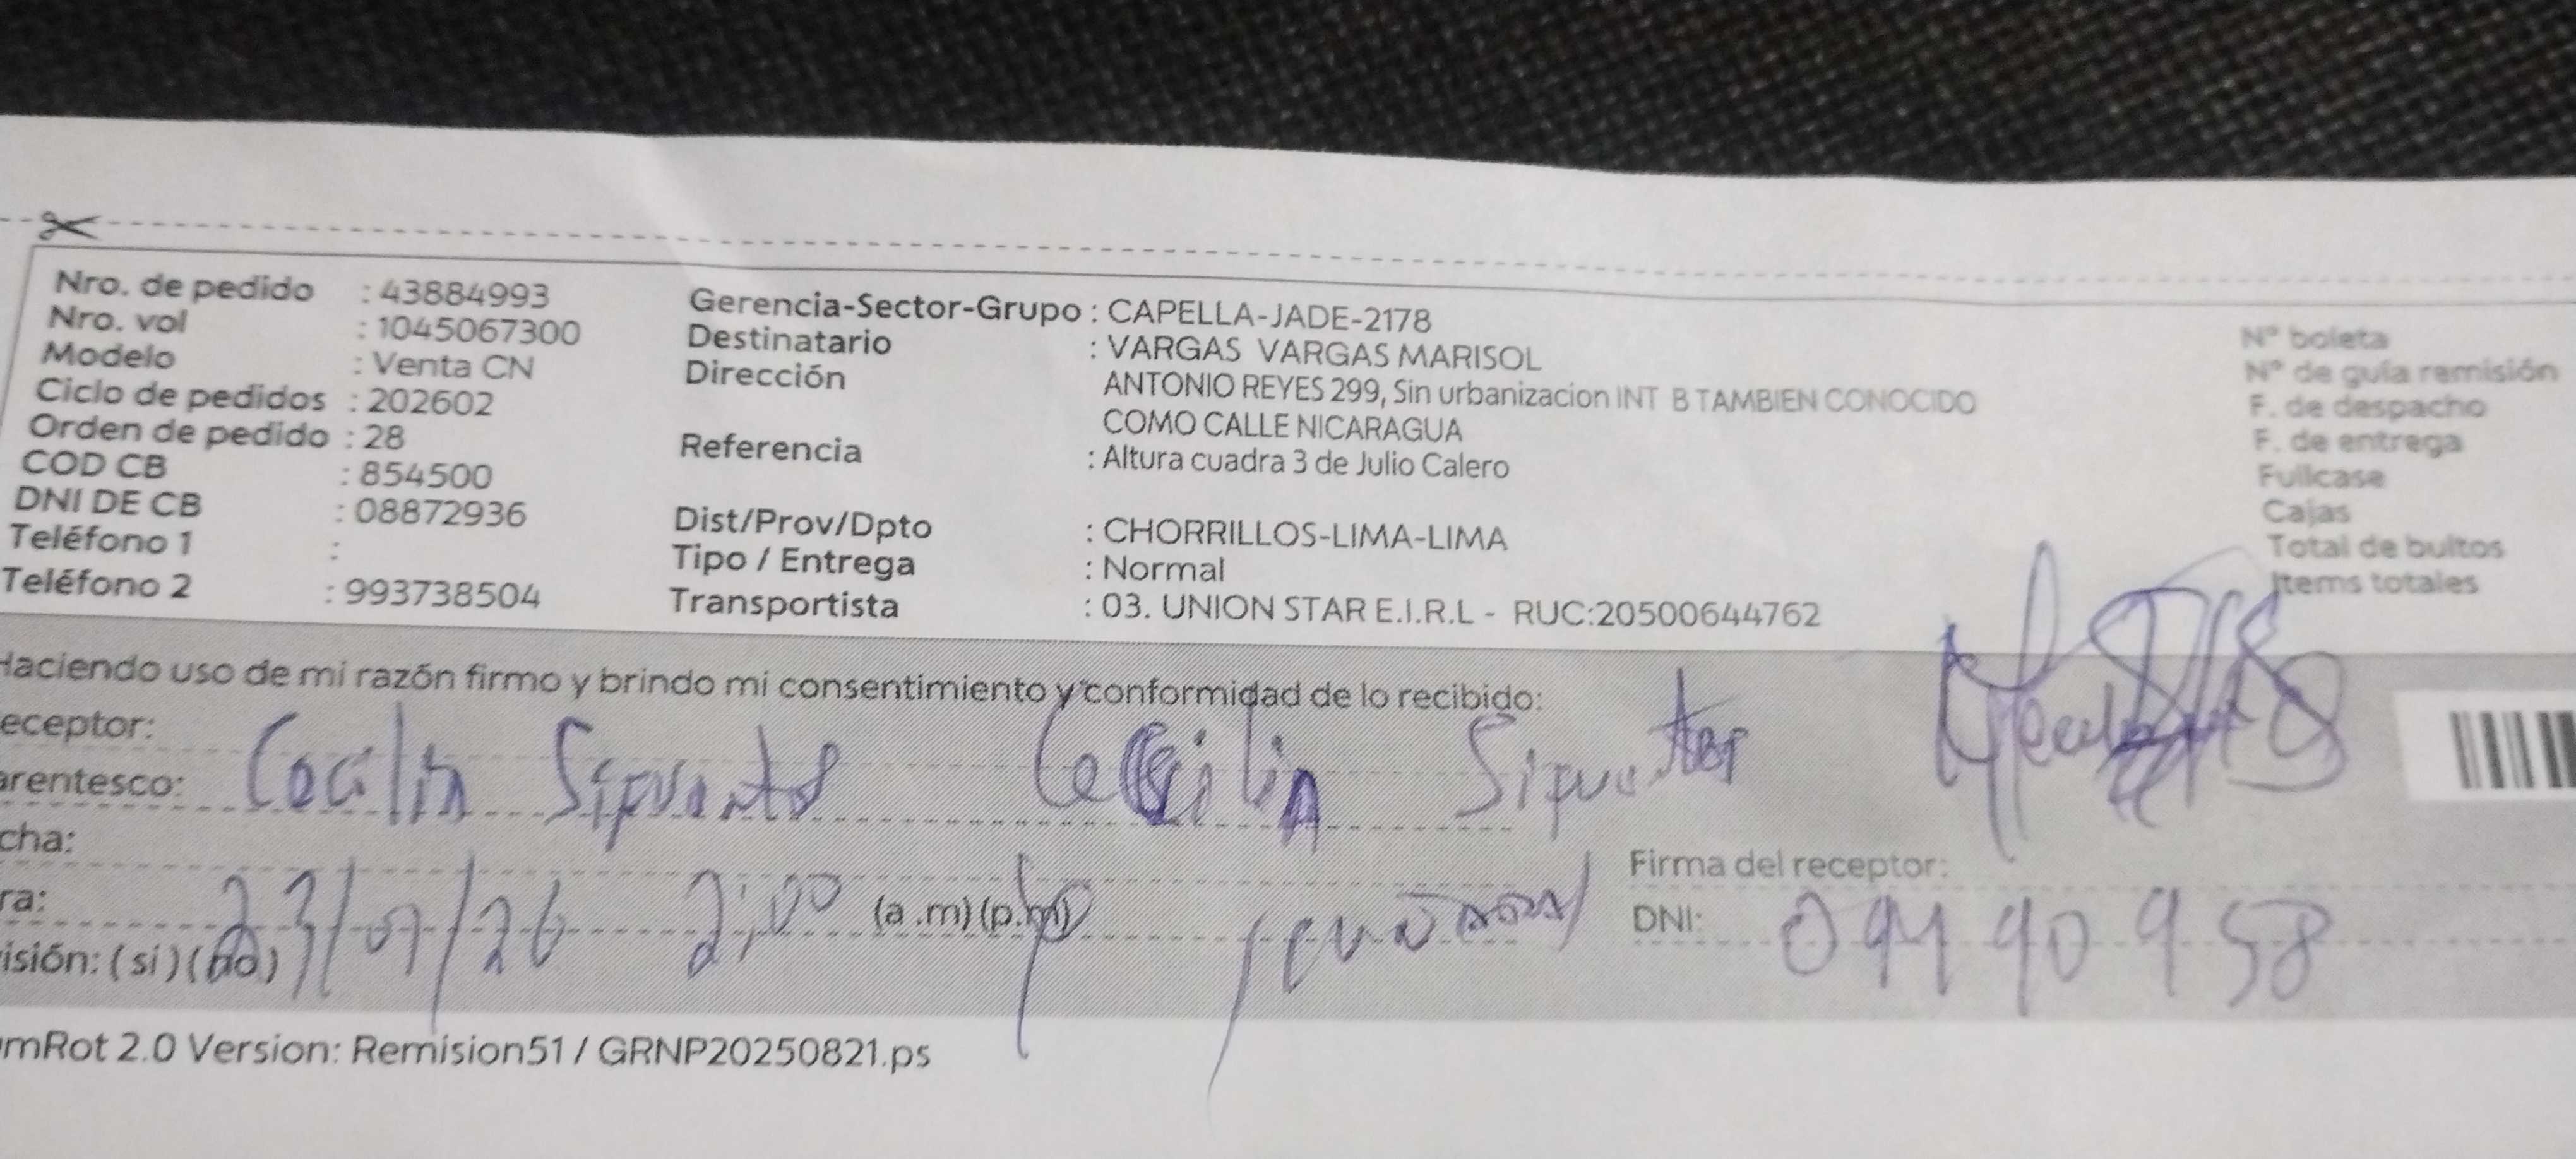 Nro. de pedido : 43884993
Nro. vol : 1045067300
Modelo : Venta CN
Ciclo de pedidos : 202602
Orden de pedido : 28
COD CB : 854500
DNI DE CB : 08872936
Teléfono 1 :
Teléfono 2 : 993738504
Gerencia-Sector-Grupo : CAPELLA-JADE-2178
Destinatario : VARGAS VARGAS MARISOL
Dirección ANTONIO REYES 299, Sin urbanizacion INT B TAMBIEN CONOCIDO
COMO CALLE NICARAGUA
Referencia : Altura cuadra 3 de Julio Calero
Dist/Prov/Dpto : CHORRILLOS-LIMA-LIMA
Tipo / Entrega : Normal
Transportista : 03. UNION STAR E.I.R.L - RUC:20500644762
N° boleta
N° de guía remisión
F. de despacho
F. de entrega
Fullcase
Cajas
Total de bultos
Items totales
Haciendo uso de mi razón firmo y brindo mi consentimiento y conformidad de lo recibido:
eceptor:
arentesco: Cecilia Sifuentes Cecilia Sifuentes
cha:
ra: 23/01/26 2:00 (a .m) (p.m)
Firma del receptor:
DNI:
isión: ( si ) (no)
mRot 2.0 Version: Remision51 / GRNP20250821.ps